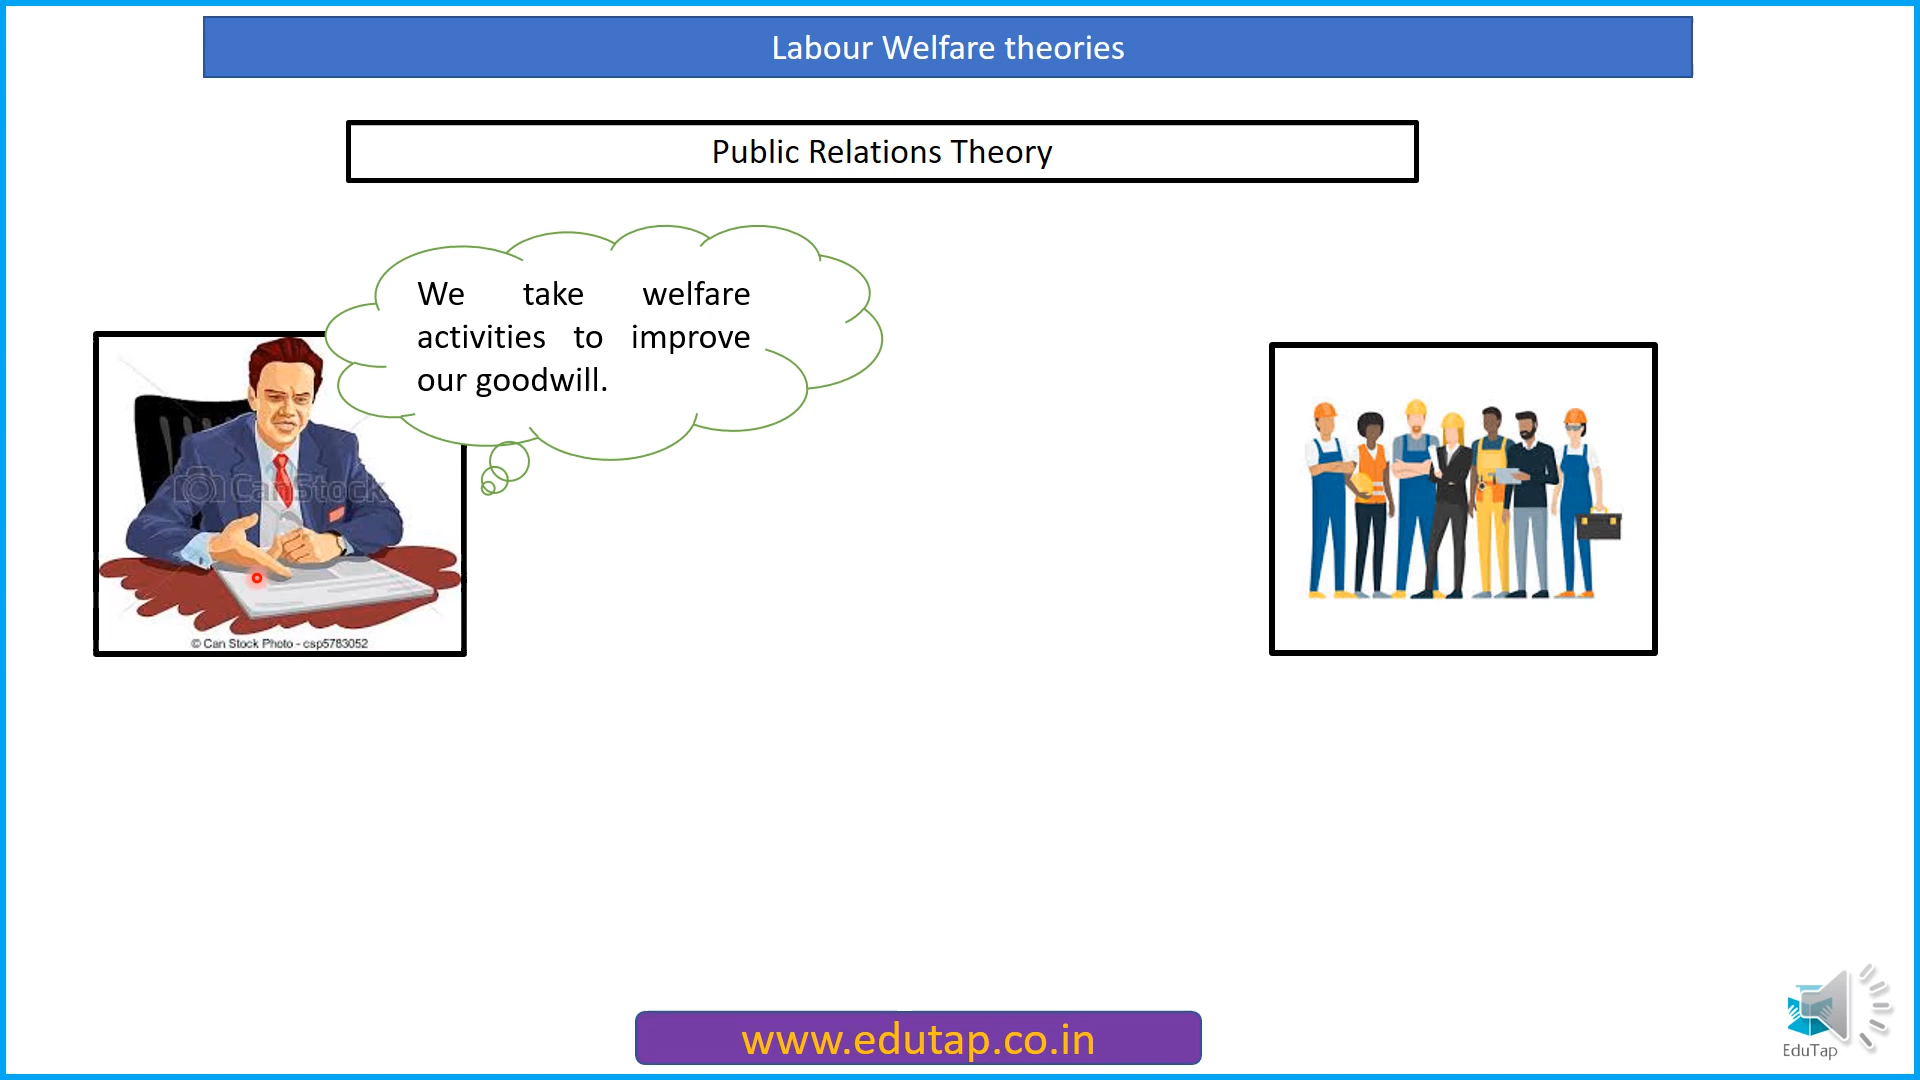 Labour Welfare theories
Public Relations Theory
We take welfare
activities to improve
our goodwill.
CanStock
© Can Stock Photo - csp5783052
www.edutap.co.in
EduTap